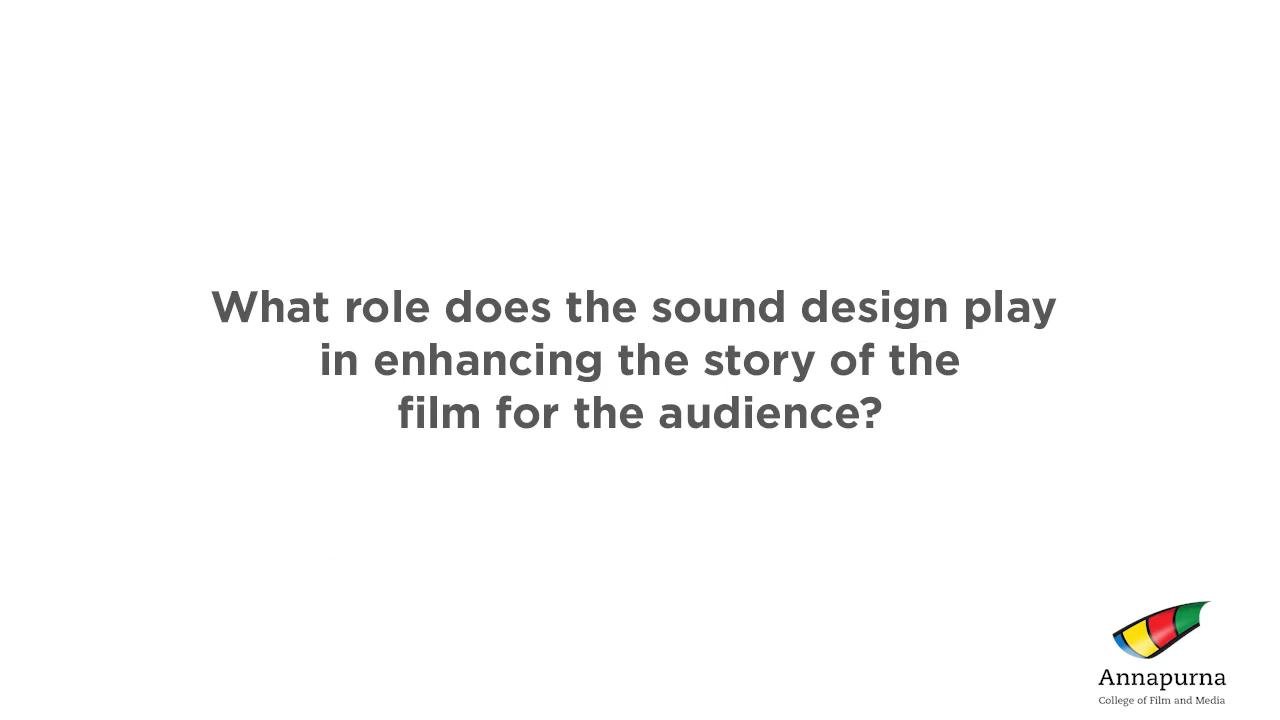 What role does the sound design play
in enhancing the story of the
film for the audience?
Annapurna
College of Film and Media